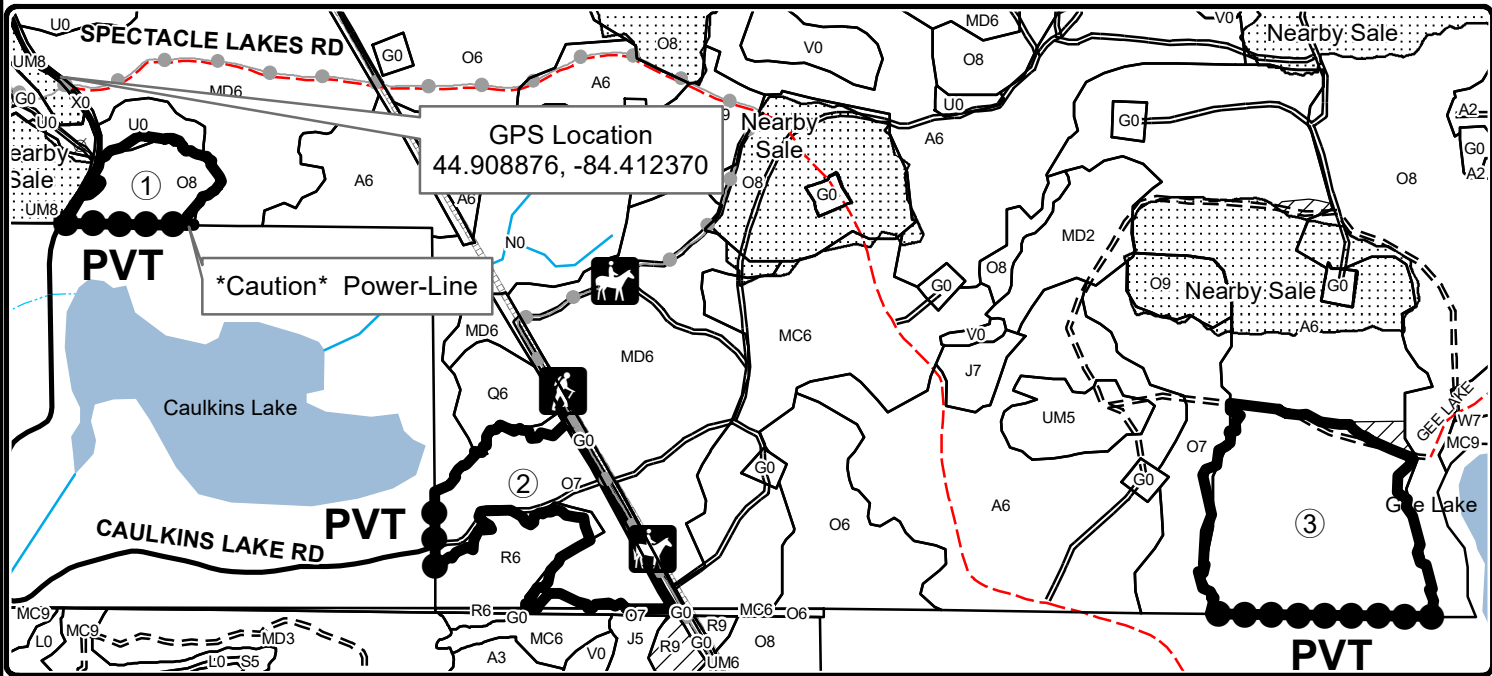 U0
SPECTACLE LAKES RD
G0
O6
O8
V0
MD6
O8
V0
Nearby Sale
UM8
G0
X0
U0
U0
MD6
A6
9
U0
A6
G0
A2
G0
A2
GPS Location
44.908876, -84.412370
Nearby
Sale
earby
Sale
UM8
①
O8
A6
A6
O8
G0
MD2
O8
PVT
N0
*Caution* Power-Line
G0
O8
O9
Nearby Sale
G0
A6
MD6
MD6
MC6
V0
J7
Caulkins Lake
Q6
G0
UM5
O7
GEE LAKE
W7
MC9
②
O7
G0
G0
Gee Lake
PVT
CAULKINS LAKE RD
R6
O6
A6
③
MC9
L0
MC9
MD3
L0
S5
R6
G0
MC6
A3
V0
O7
J5
G0
R9
R9
G0
UM6
MC6
O6
O8
PVT